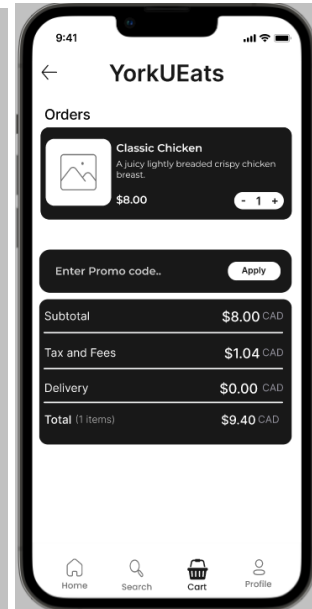 9:41
YorkUEats
Orders
Classic Chicken
A juicy lightly breaded crispy chicken
breast.
$8.00
- 1 +
Enter Promo code..
Apply
Subtotal $8.00 CAD
Tax and Fees $1.04 CAD
Delivery $0.00 CAD
Total (1 items) $9.40 CAD
Home Search Cart Profile